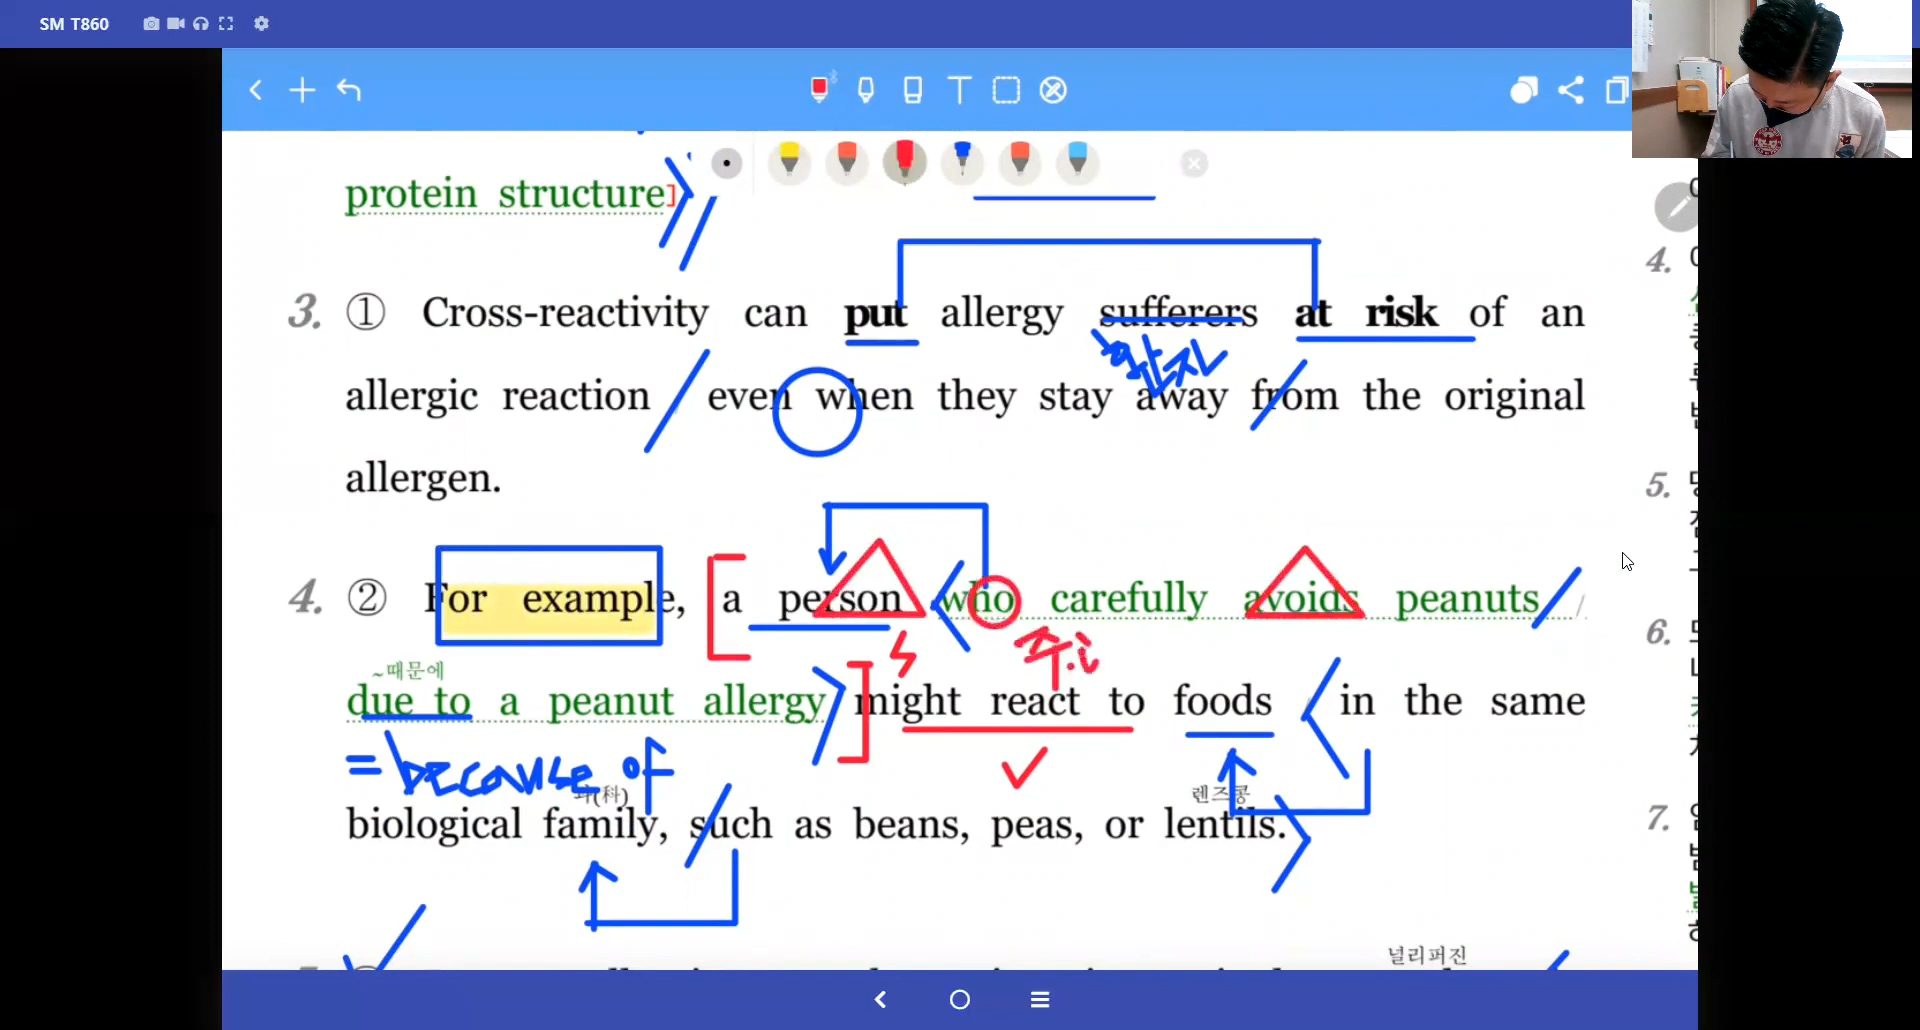 SM T860
protein structure]
3. ① Cross-reactivity can put allergy sufferers at risk of an
환자
allergic reaction / even when they stay away from the original
allergen.
4. ② For example, a person who carefully avoids peanuts /
S 주.
~때문에
due to a peanut allergy might react to foods in the same
= because of
과(科) 렌즈콩
biological family, such as beans, peas, or lentils.
널리퍼진
4.
5.
6.
7.